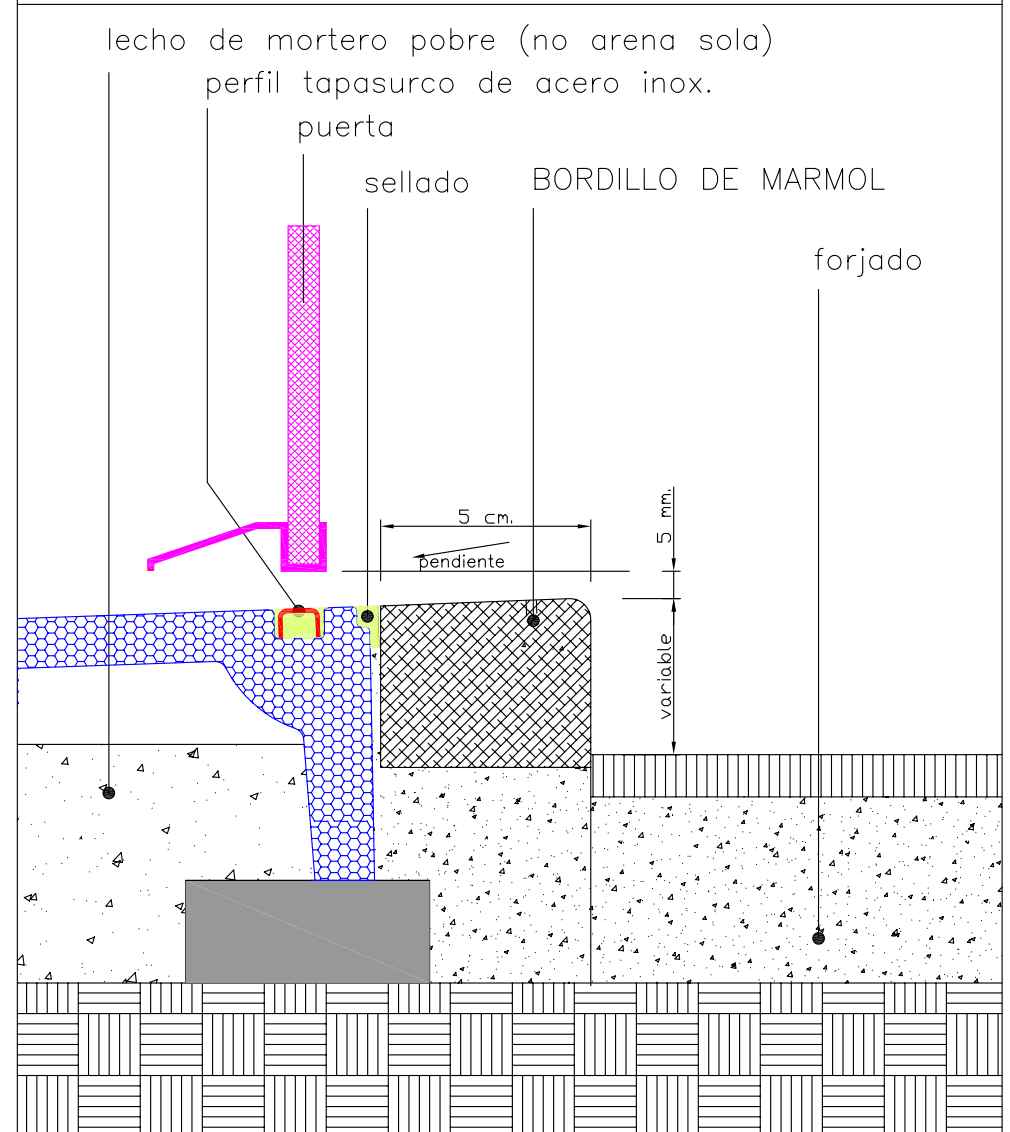 lecho de mortero pobre (no arena sola)
perfil tapasurco de acero inox.
puerta
sellado
BORDILLO DE MARMOL
forjado
5 cm.
pendiente
5 mm.
variable